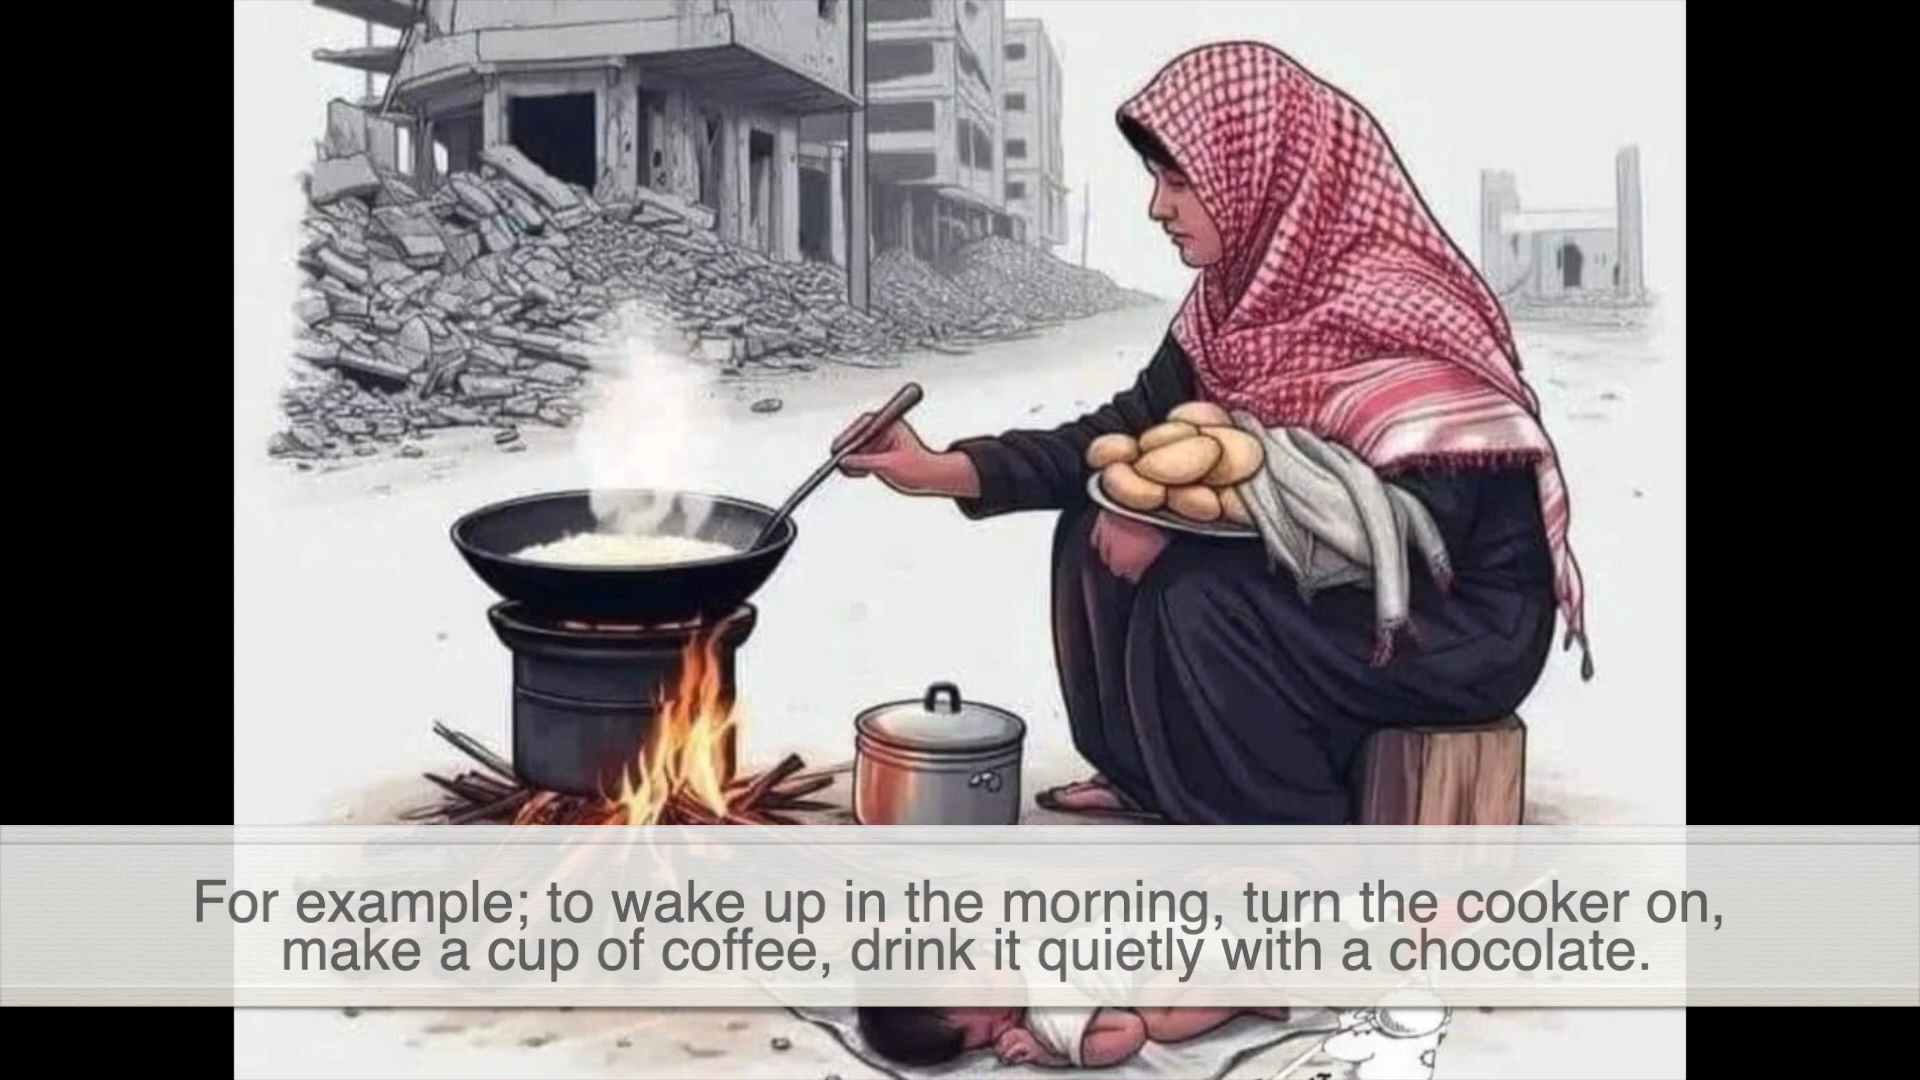 For example; to wake up in the morning, turn the cooker on,
make a cup of coffee, drink it quietly with a chocolate.